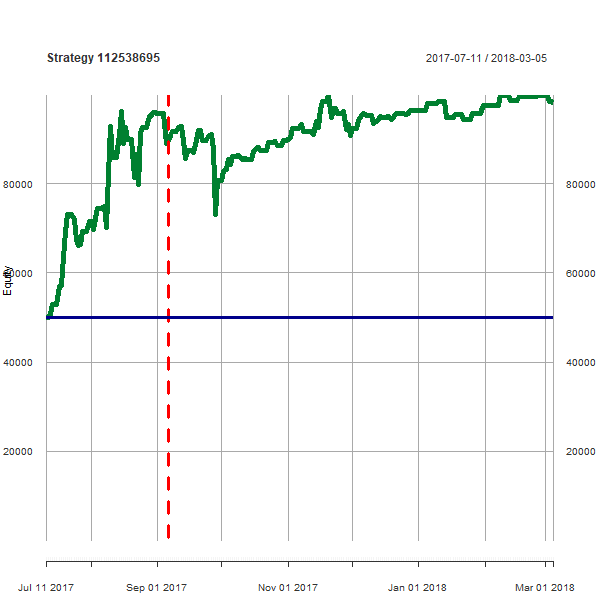 Strategy 112538695
2017-07-11 / 2018-03-05
80000
80000
Equity
60000
60000
40000
40000
20000
20000
Jul 11 2017
Sep 01 2017
Nov 01 2017
Jan 01 2018
Mar 01 2018